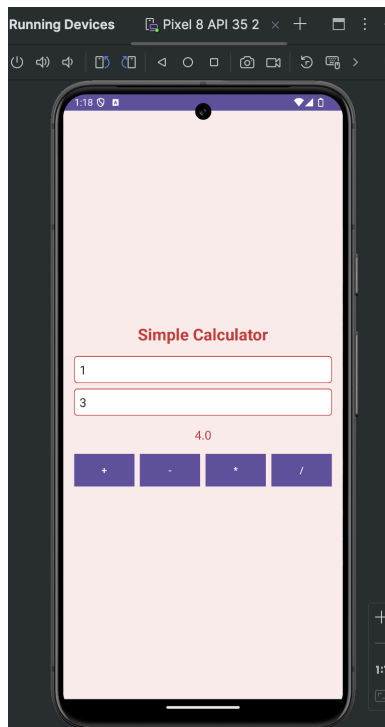 Running Devices Pixel 8 API 35 2
1:18
Simple Calculator
1
3
4.0
+ - * /